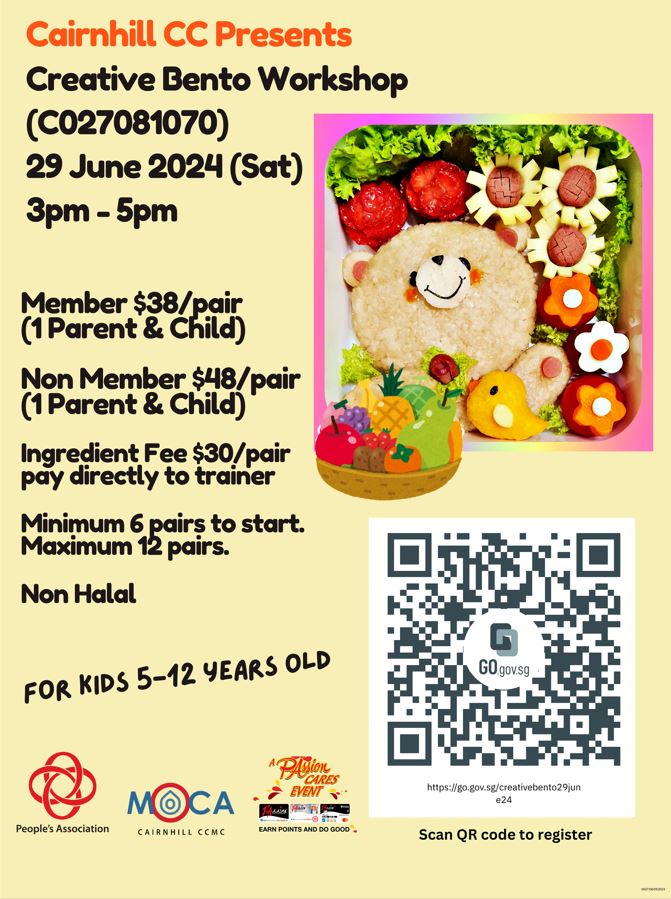 Cairnhill CC Presents
Creative Bento Workshop
(C027081070)
29 June 2024 (Sat)
3pm - 5pm
Member $38/pair
(1 Parent & Child)
Non Member $48/pair
(1 Parent & Child)
Ingredient Fee $30/pair
pay directly to trainer
Minimum 6 pairs to start.
Maximum 12 pairs.
Non Halal
FOR KIDS 5-12 YEARS OLD
GO.gov.sg
https://go.gov.sg/creativebento29jun
e24
Scan QR code to register
People's Association
MOCA
CAIRNHILL CCMC
A
PAssion
CARES
EVENT
EARN POINTS AND DO GOOD